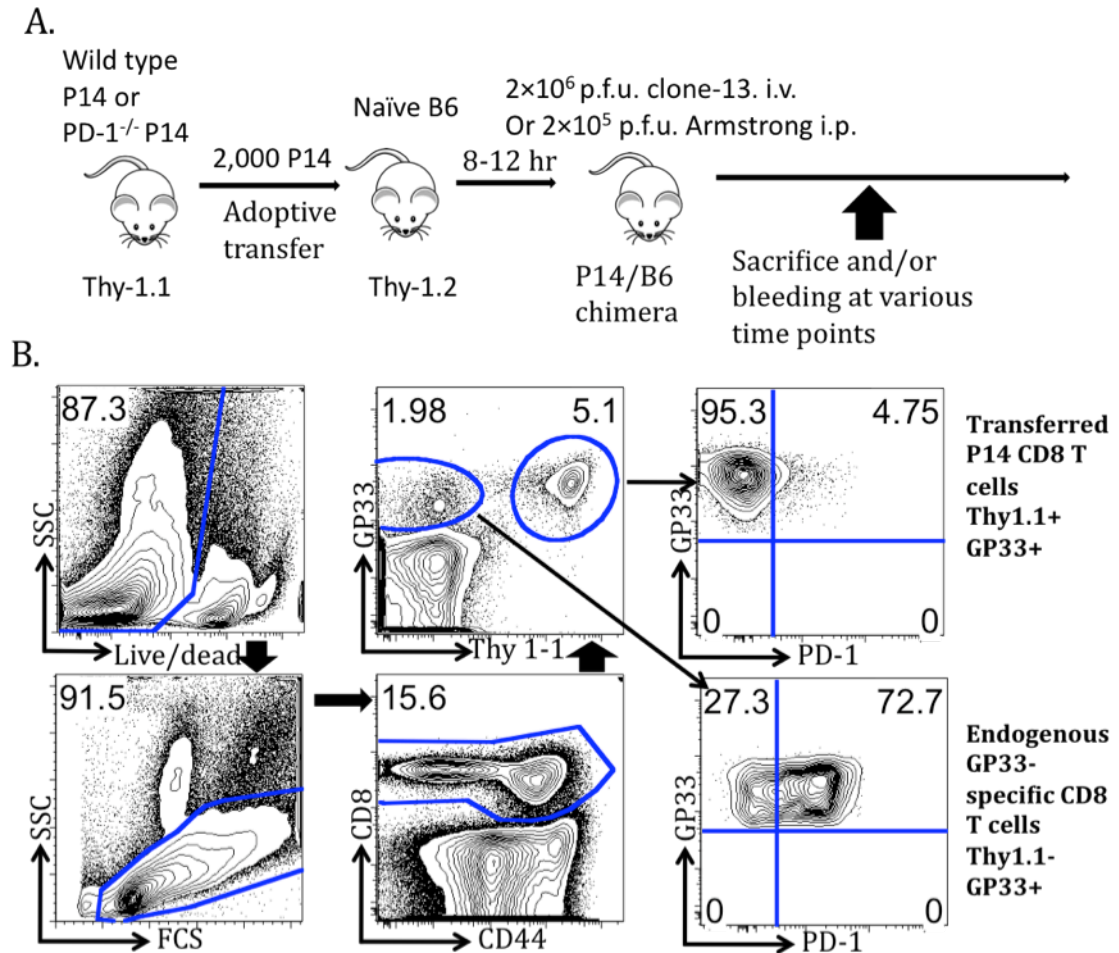 A.
Wild type
P14 or
PD-1-/- P14
Thy-1.1
2,000 P14
Adoptive
transfer
Naïve B6
Thy-1.2
8-12 hr
2×10⁶ p.f.u. clone-13. i.v.
Or 2×10⁵ p.f.u. Armstrong i.p.
P14/B6
chimera
Sacrifice and/or
bleeding at various
time points
B.
87.3
SSC
Live/dead
1.98 5.1
GP33
Thy 1-1
95.3 4.75
GP33
0 0
PD-1
Transferred
P14 CD8 T
cells
Thy1.1+
GP33+
91.5
SSC
FCS
15.6
CD8
CD44
27.3 72.7
GP33
0 0
PD-1
Endogenous
GP33-
specific CD8
T cells
Thy1.1-
GP33+